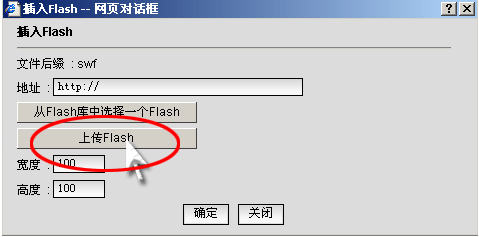 插入Flash -- 网页对话框
插入Flash
文件后缀 : swf
地址 : http://
从Flash库中选择一个Flash
上传Flash
宽度 : 100
高度 : 100
确定 关闭